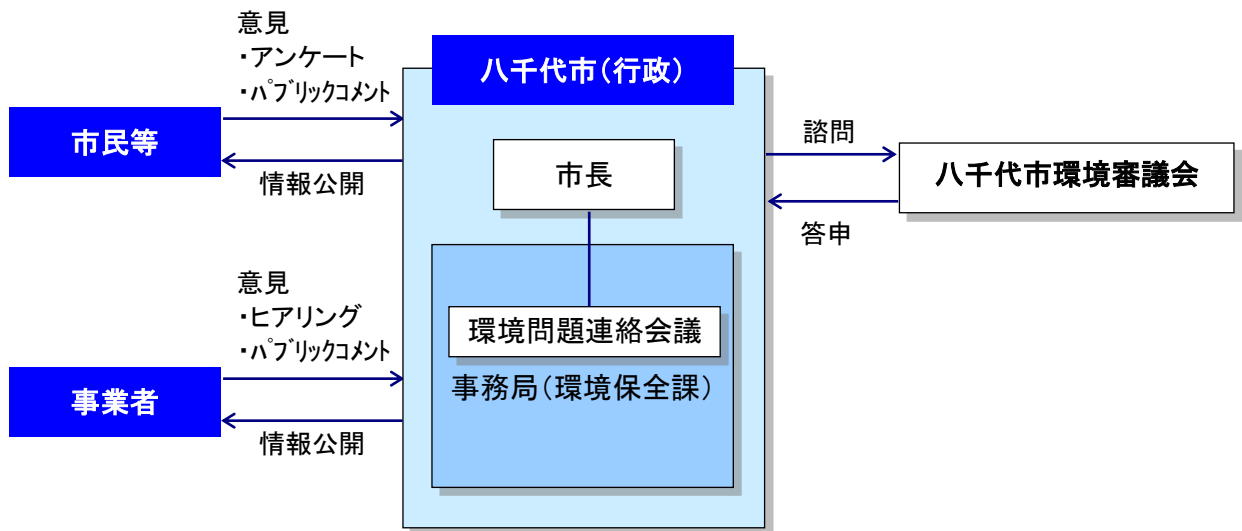 意見
・アンケート
・ﾊﾟﾌﾞﾘｯｸｺﾒﾝﾄ
市民等
情報公開
意見
・ヒアリング
・ﾊﾟﾌﾞﾘｯｸｺﾒﾝﾄ
事業者
情報公開
八千代市（行政）
市長
環境問題連絡会議
事務局（環境保全課）
諮問
八千代市環境審議会
答申